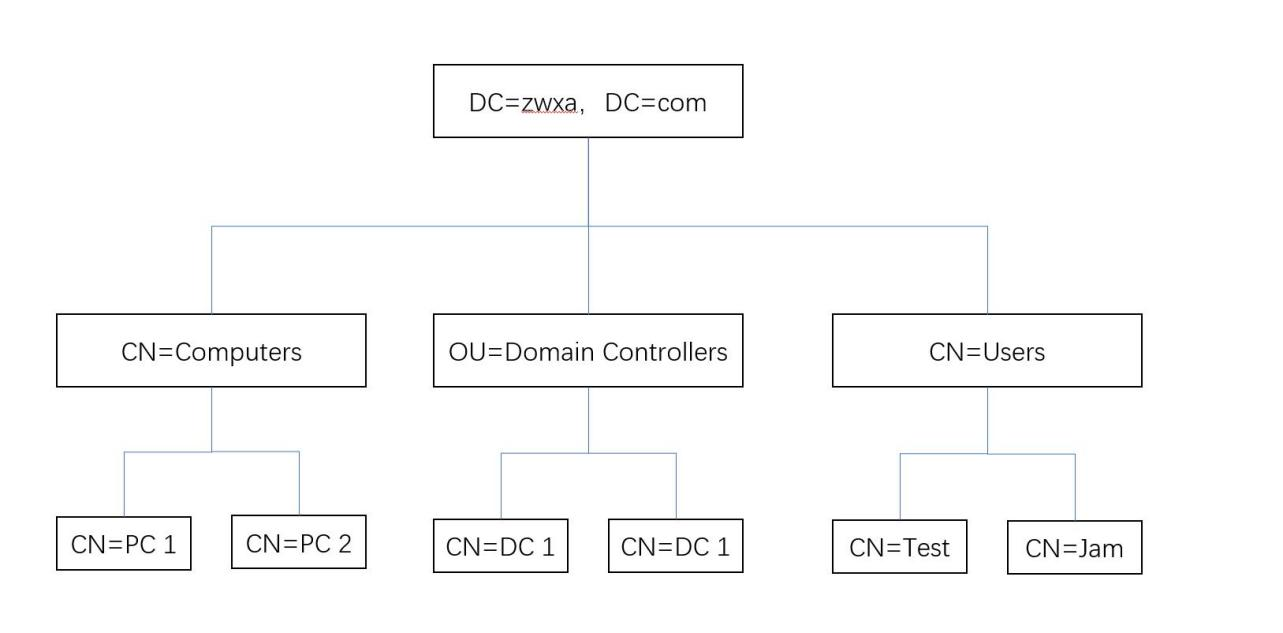 DC=zwxa，DC=com
CN=Computers
OU=Domain Controllers
CN=Users
CN=PC 1
CN=PC 2
CN=DC 1
CN=DC 1
CN=Test
CN=Jam